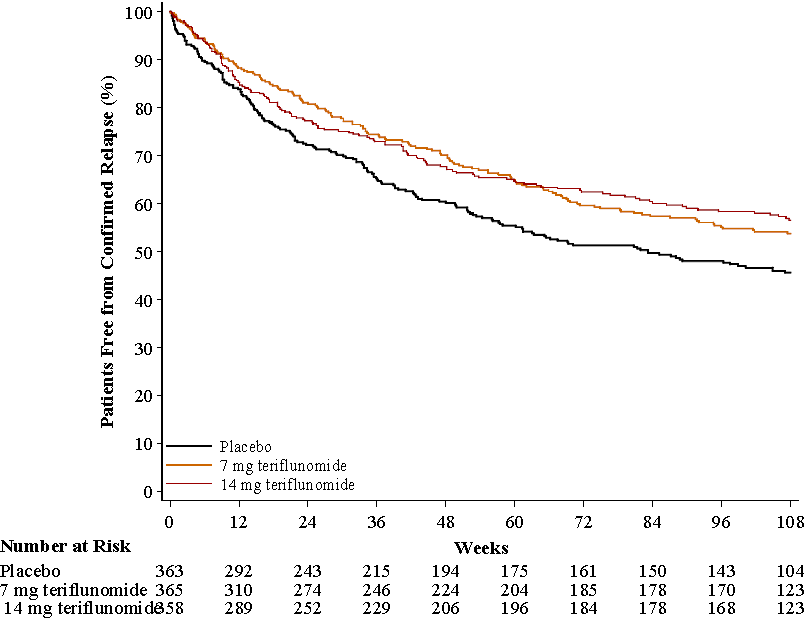 Patients Free from Confirmed Relapse (%)
100
90
80
70
60
50
40
30
20
10
0
Placebo
7 mg teriflunomide
14 mg teriflunomide
0 12 24 36 48 60 72 84 96 108
Number at Risk
Weeks
Placebo 363 292 243 215 194 175 161 150 143 104
7 mg teriflunomide 365 310 274 246 224 204 185 178 170 123
14 mg teriflunomide 358 289 252 229 206 196 184 178 168 123